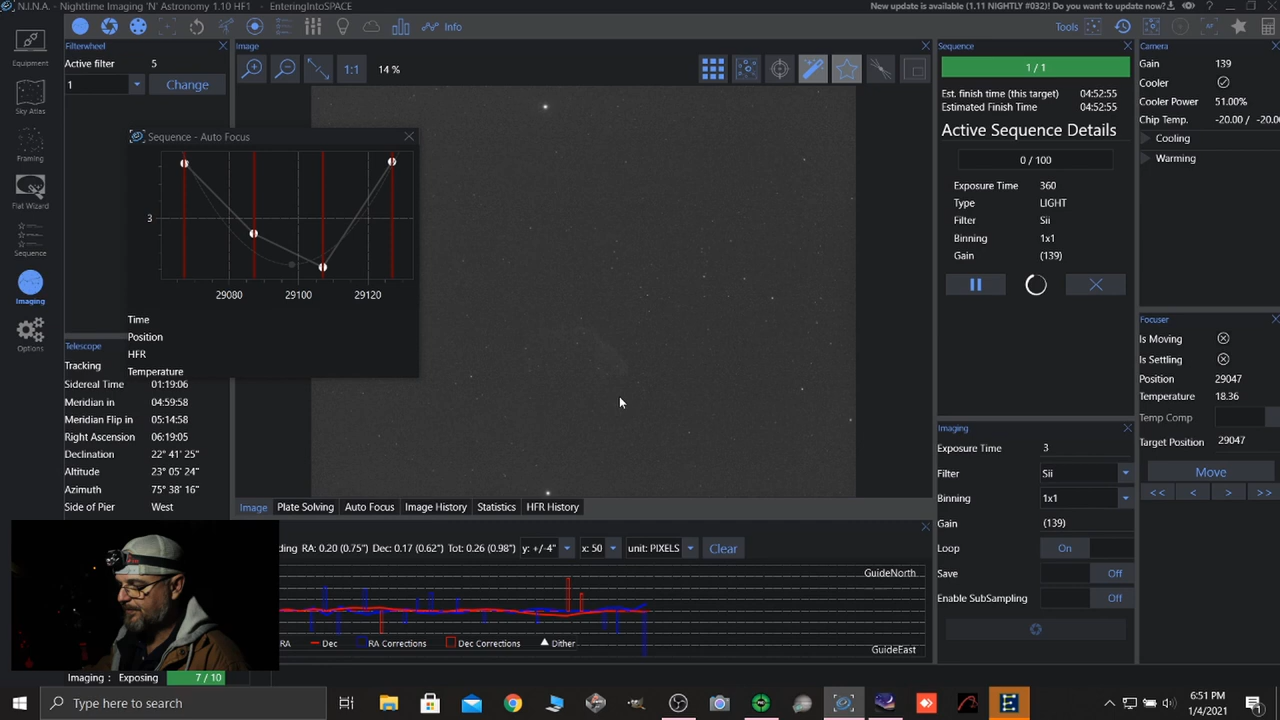 N.I.N.A. - Nighttime Imaging 'N' Astronomy 1.10 HF1
EnteringIntoSPACE
New update is available (1.11 NIGHTLY #032)! Do you want to update now?
Info
Tools
Equipment
Sky Atlas
Framing
Flat Wizard
Sequence
Imaging
Options
Filterwheel
Active filter 5
1
Change
Image
14 %
Sequence - Auto Focus
3
29080 29100 29120
Time
Position
HFR
Temperature
Telescope
Tracking
Sidereal Time 01:19:06
Meridian in 04:59:58
Meridian Flip in 05:14:58
Right Ascension 06:19:05
Declination 22° 41' 25"
Altitude 23° 05' 24"
Azimuth 75° 38' 16"
Side of Pier West
1:1
Image
Plate Solving
Auto Focus
Image History
Statistics
HFR History
ding RA: 0.20 (0.75") Dec: 0.17 (0.62") Tot: 0.26 (0.98") y: +/-4" x: 50 unit: PIXELS Clear
GuideNorth
GuideEast
RA Dec RA Corrections Dec Corrections Dither
Sequence
1 / 1
Est. finish time (this target) 04:52:55
Estimated Finish Time 04:52:55
Active Sequence Details
0 / 100
Exposure Time 360
Type LIGHT
Filter Sii
Binning 1x1
Gain (139)
Imaging
Exposure Time 3
Filter Sii
Binning 1x1
Gain (139)
Loop On
Save Off
Enable SubSampling Off
Camera
Gain 139
Cooler
Cooler Power 51.00%
Chip Temp. -20.00 / -20.0
Cooling
Warming
Focuser
Is Moving
Is Settling
Position 29047
Temperature 18.36
Temp Comp
Target Position 29047
Move
<< < > >>
Imaging : Exposing 7 / 10
Type here to search
6:51 PM
1/4/2021
1